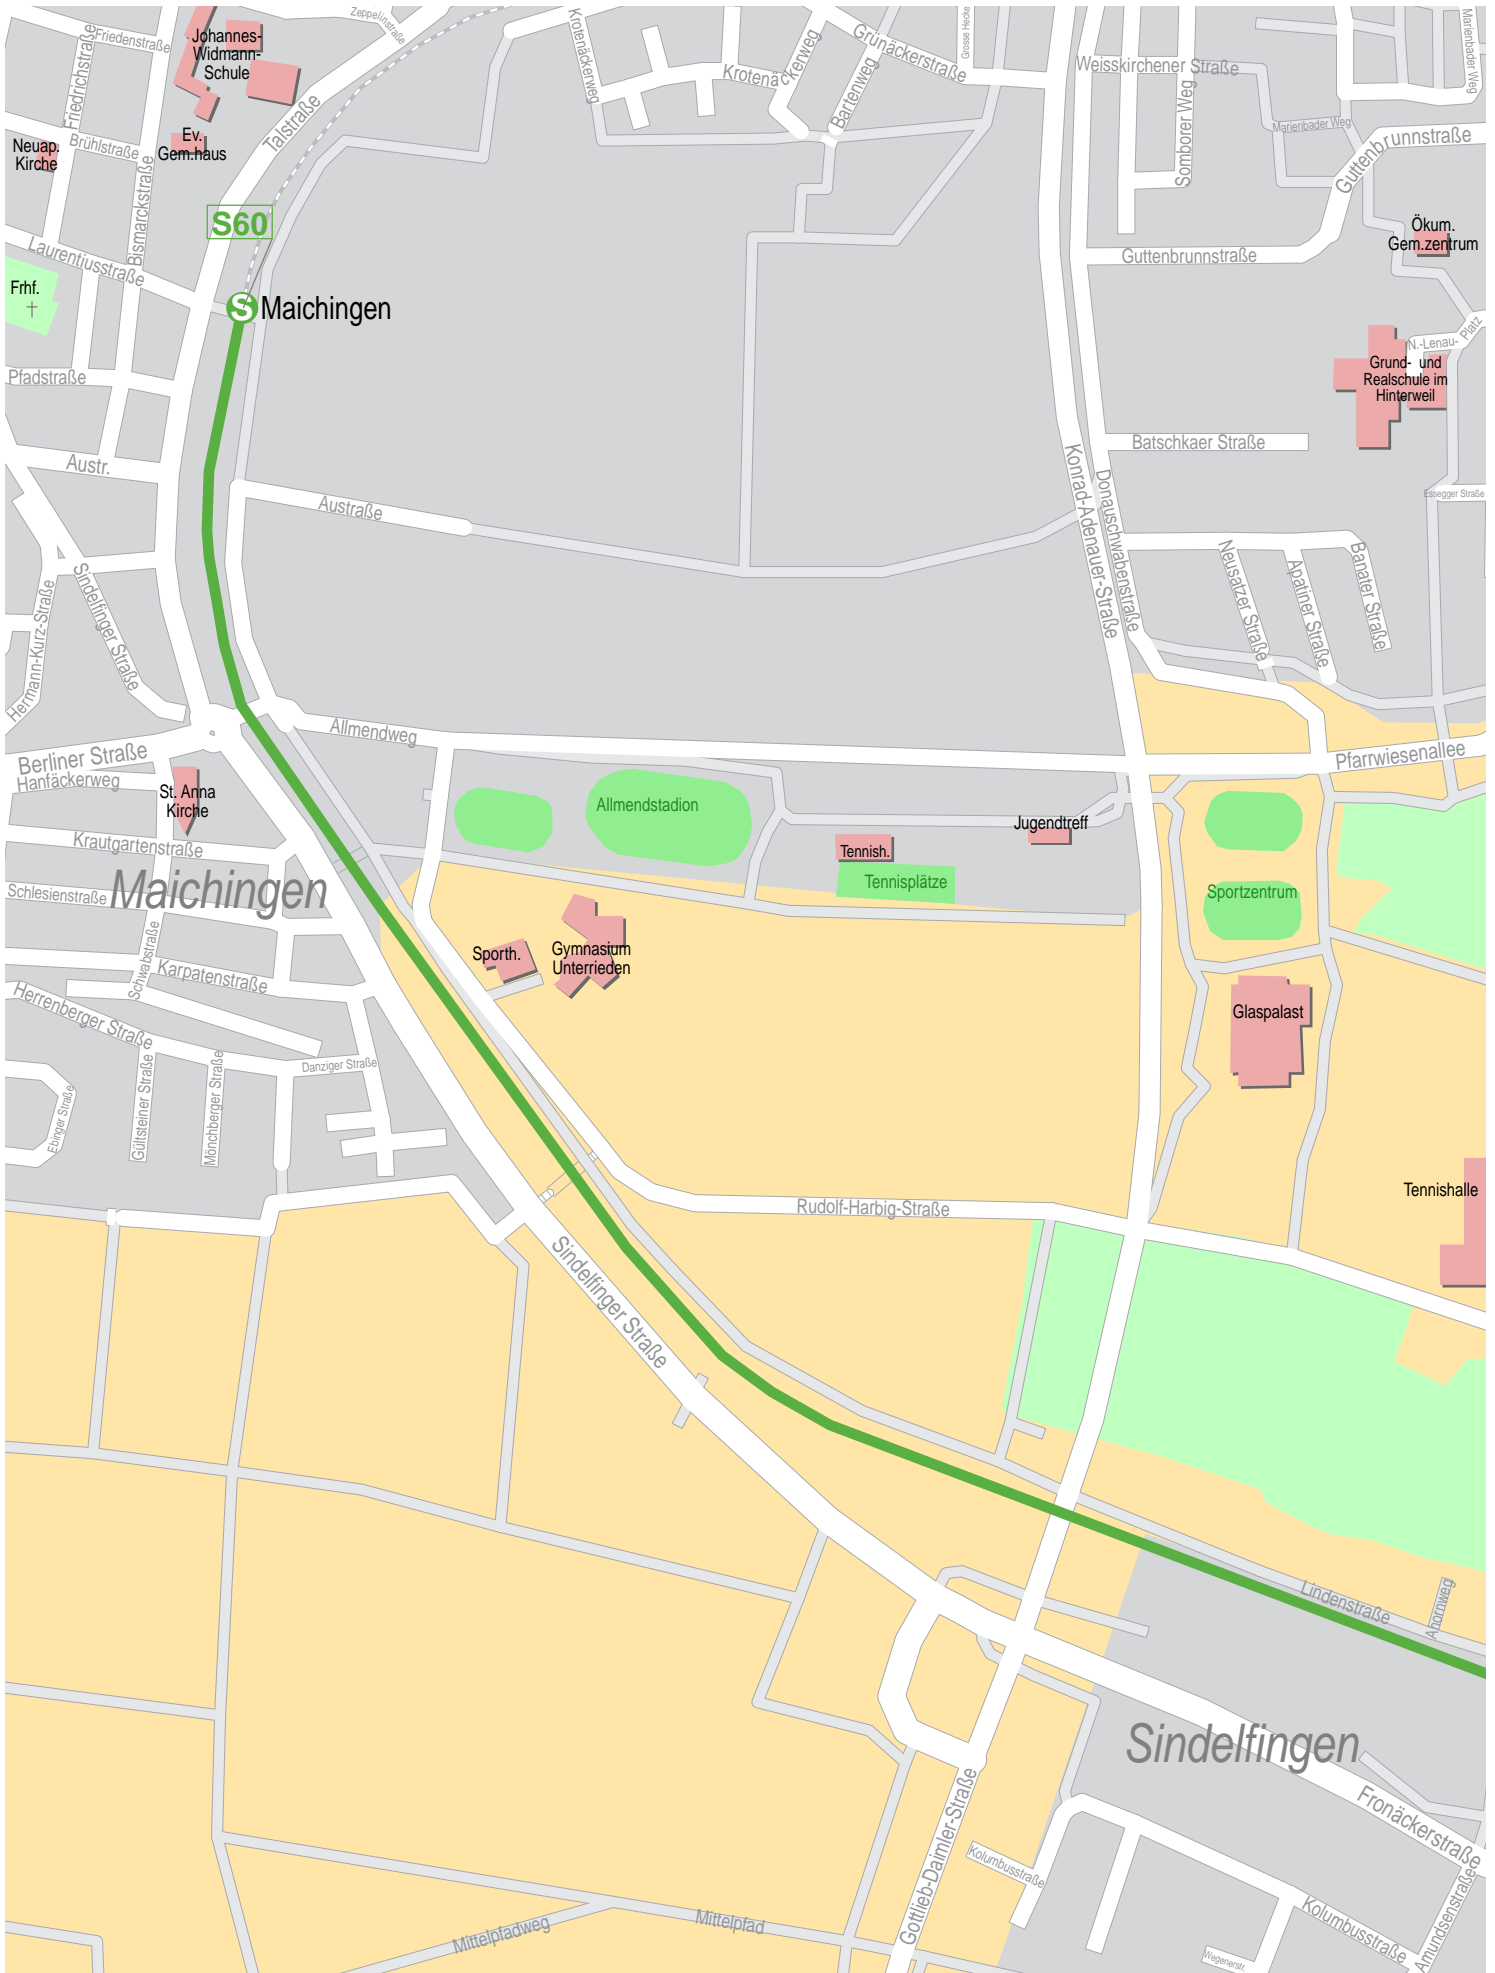 Zeppelinstraße
Friedenstraße
Johannes-
Widmann-
Schule
Friedrichstraße
Krotenäckerweg
Krotenäckerweg
Bartenweg
Grünäckerstraße
Grosse Hecke
Weisskirchener Straße
Somborer Weg
Marienbader Weg
Marienbader Weg
Guttenbrunnstraße
Neuap.
Kirche
Brühlstraße
Ev.
Gem.haus
Talstraße
Bismarckstraße
S60
Laurentiusstraße
Guttenbrunnstraße
Ökum.
Gem.zentrum
Frhf.
S
Maichingen
N.-Lenau-
Platz
Grund- und
Realschule im
Hinterweil
Pfadstraße
Batschkaer Straße
Austr.
Austraße
Konrad-Adenauer-Straße
Donauschwabenstraße
Essegger Straße
Neusatzer Straße
Apatiner Straße
Banater Straße
Sindelfinger Straße
Hermann-Kurz-Straße
Berliner Straße
Allmendweg
Pfarrwiesenallee
Hanfäckerweg
St. Anna
Kirche
Allmendstadion
Jugendtreff
Krautgartenstraße
Tennish.
Tennisplätze
Sportzentrum
Schlesienstraße
Maichingen
Schwabstraße
Karpatenstraße
Sporth.
Gymnasium
Unterrieden
Herrenberger Straße
Glaspalast
Danziger Straße
Ebinger Straße
Gültsteiner Straße
Mönchberger Straße
Tennishalle
Rudolf-Harbig-Straße
Sindelfinger Straße
Lindenstraße
Ahornweg
Sindelfingen
Fronäckerstraße
Gottlieb-Daimler-Straße
Kolumbusstraße
Kolumbusstraße
Amundsenstraße
Mittelpfadweg
Mittelpfad
Wegenerstr.